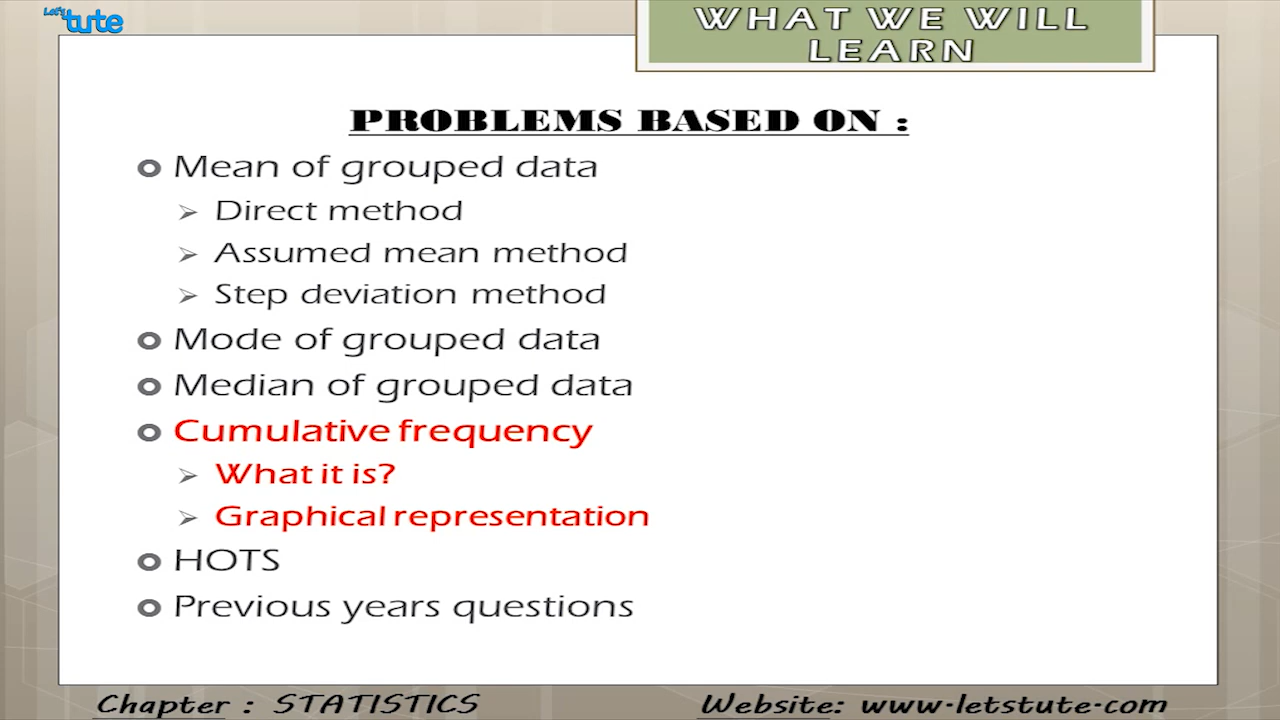 Let's tute
WHAT WE WILL
LEARN
PROBLEMS BASED ON :
Mean of grouped data
Direct method
Assumed mean method
Step deviation method
Mode of grouped data
Median of grouped data
Cumulative frequency
What it is?
Graphical representation
HOTS
Previous years questions
Chapter : STATISTICS
Website: www.letstute.com